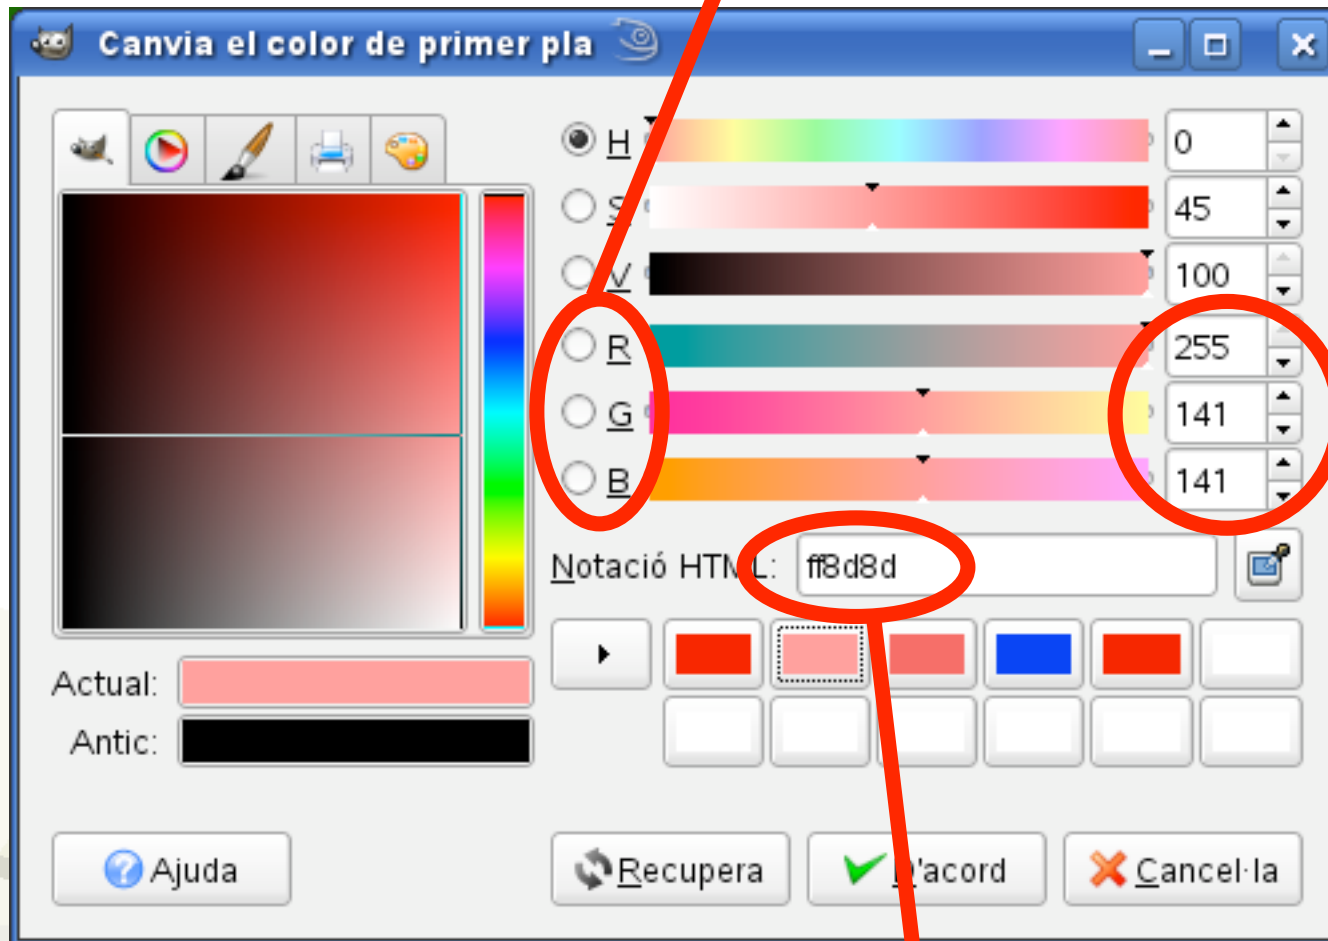 Canvia el color de primer pla
H 0
S 45
V 100
R 255
G 141
B 141
Notació HTML: ff8d8d
Actual:
Antic:
Ajuda
Recupera
D'acord
Cancel·la